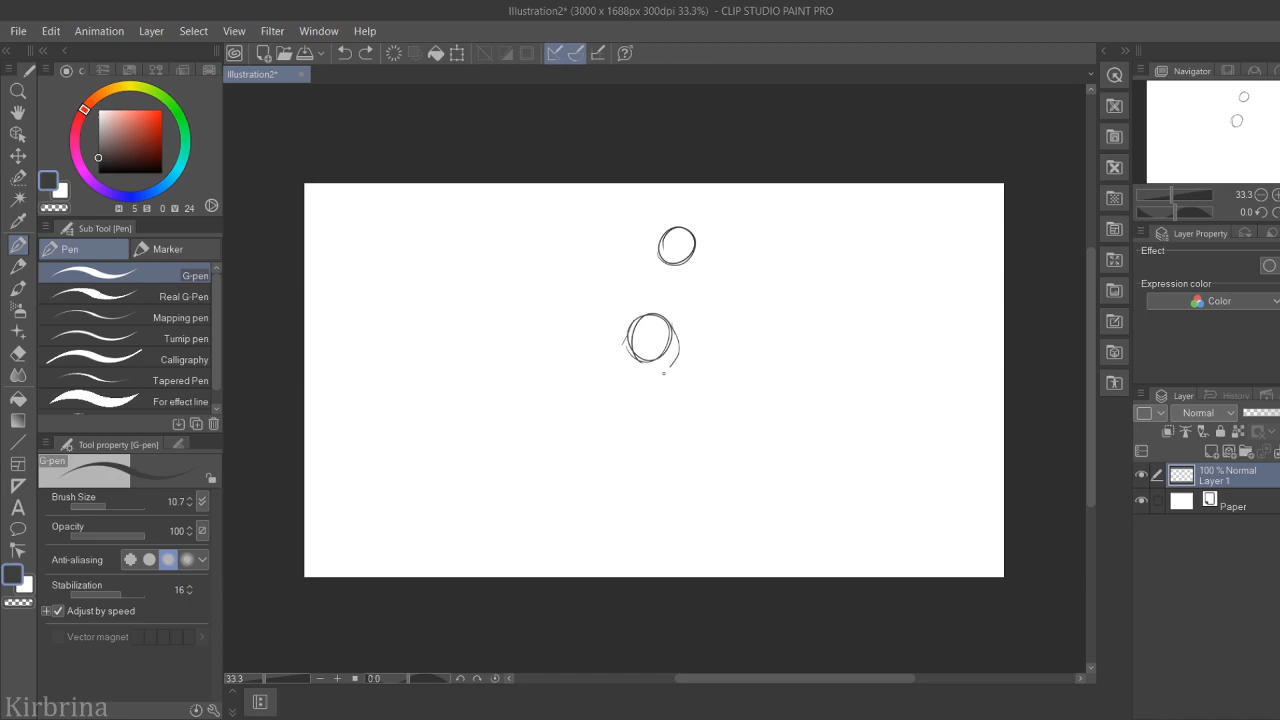 Illustration2* (3000 x 1688px 300dpi 33.3%) - CLIP STUDIO PAINT PRO
File Edit Animation Layer Select View Filter Window Help
Illustration2*
Navigator
33.3
0.0
H 5 S 0 V 24
Sub Tool [Pen]
Pen Marker
G-pen
Real G-Pen
Mapping pen
Turnip pen
Calligraphy
Tapered Pen
For effect line
Tool property [G-pen]
G-pen
Brush Size 10.7
Opacity 100
Anti-aliasing
Stabilization 16
Adjust by speed
Vector magnet
Layer Property
Effect
Expression color
Color
Layer History
Normal
100 % Normal
Layer 1
Paper
33.3 0.0
Kirbrina